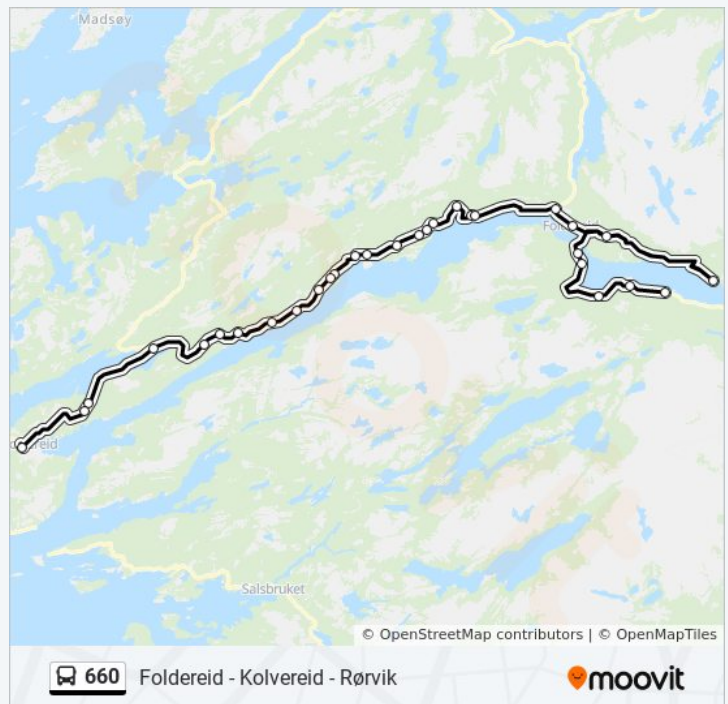 Madsøy
Salsbruket
© OpenStreetMap contributors | © OpenMapTiles
660 Foldereid - Kolvereid - Rørvik
moovit